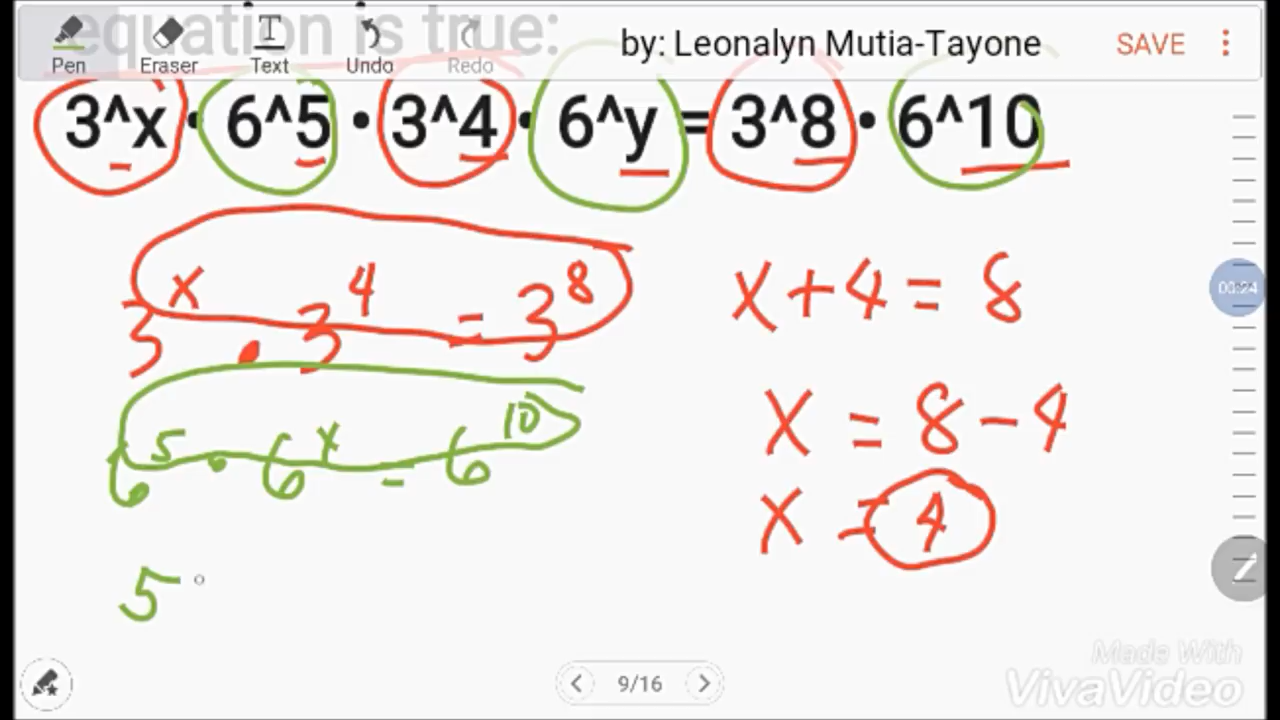 equation is true:
Pen Eraser Text Undo Redo by: Leonalyn Mutia-Tayone SAVE
3^x · 6^5 · 3^4 · 6^y = 3^8 · 6^10
3^x · 3^4 = 3^8
6^5 · 6^x = 6^10
x + 4 = 8
x = 8 - 4
x = 4
5
00:24
9/16
Made With
VivaVideo